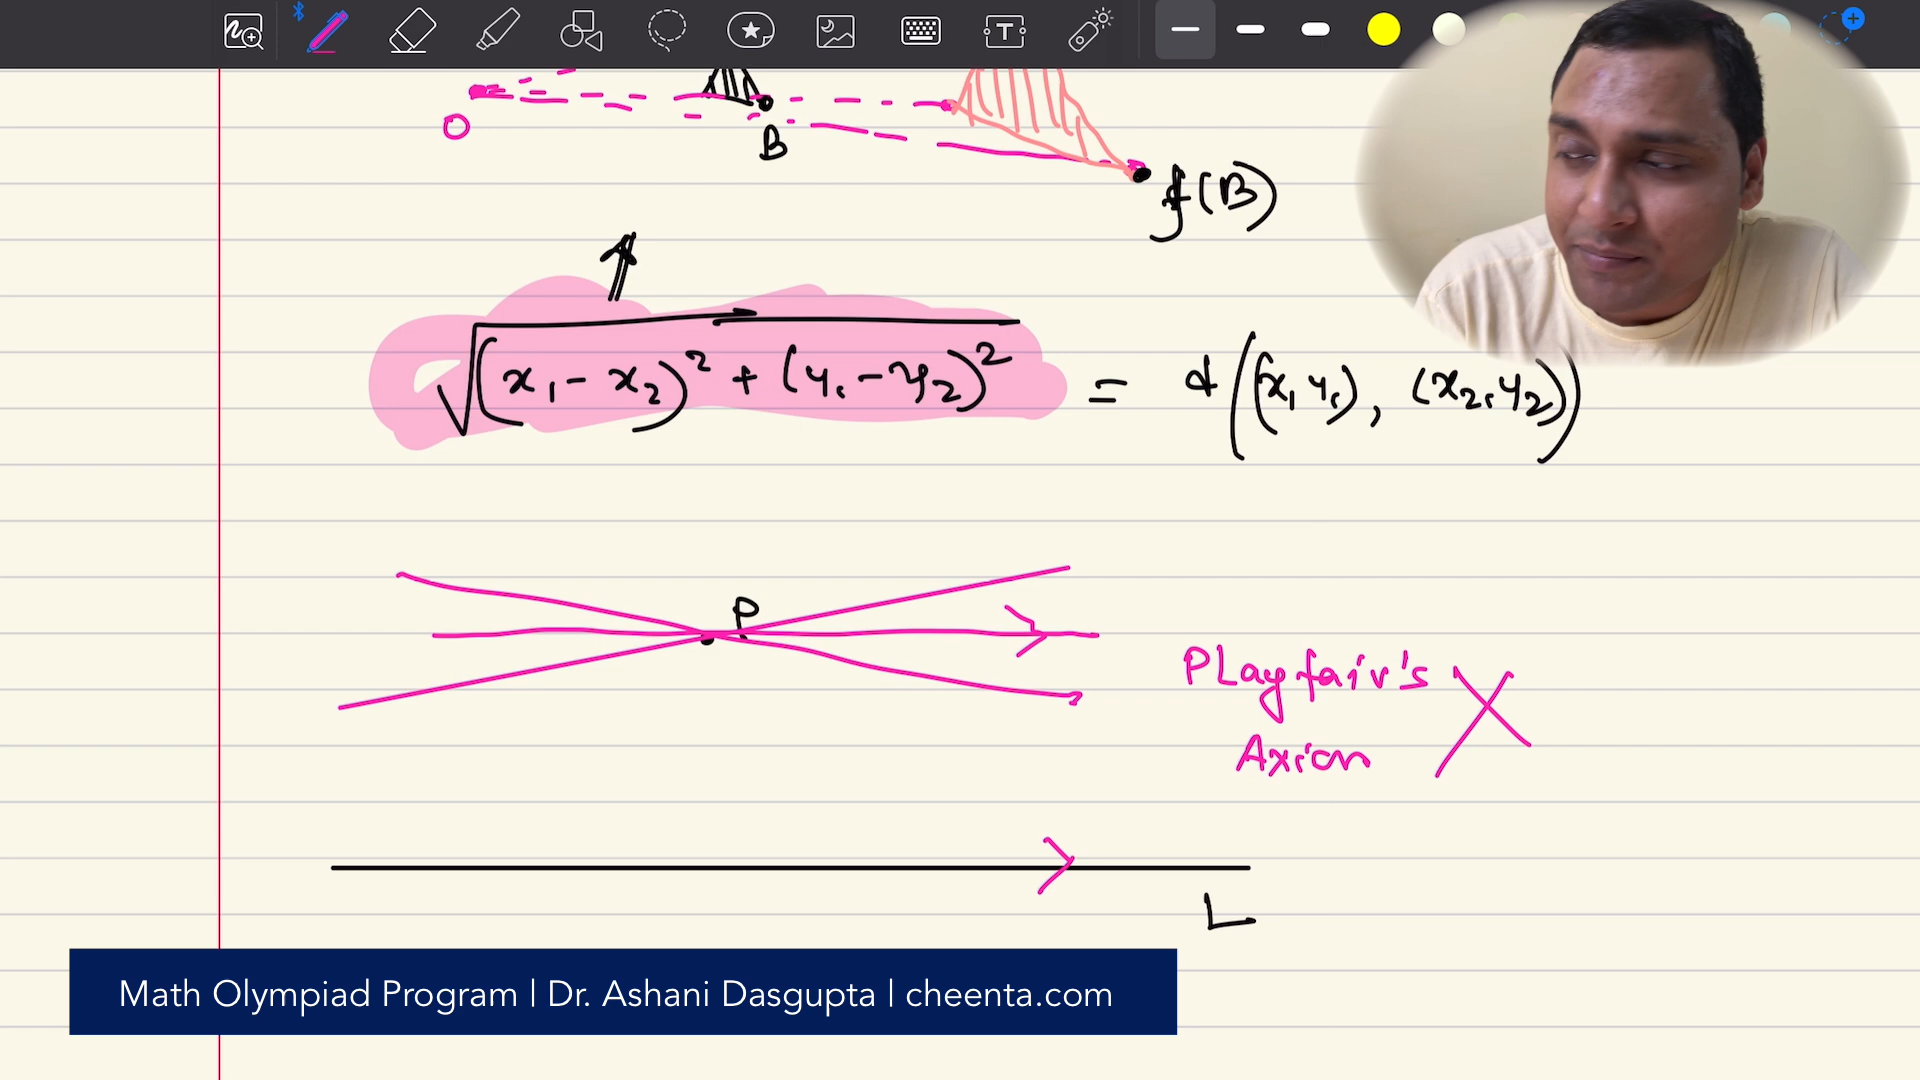 O
B
f(B)
√(x₁ - x₂)² + (y₁ - y₂)² = d((x₁ y₁), (x₂, y₂))
P
PLayfair's
Axiom
L
Math Olympiad Program | Dr. Ashani Dasgupta | cheenta.com